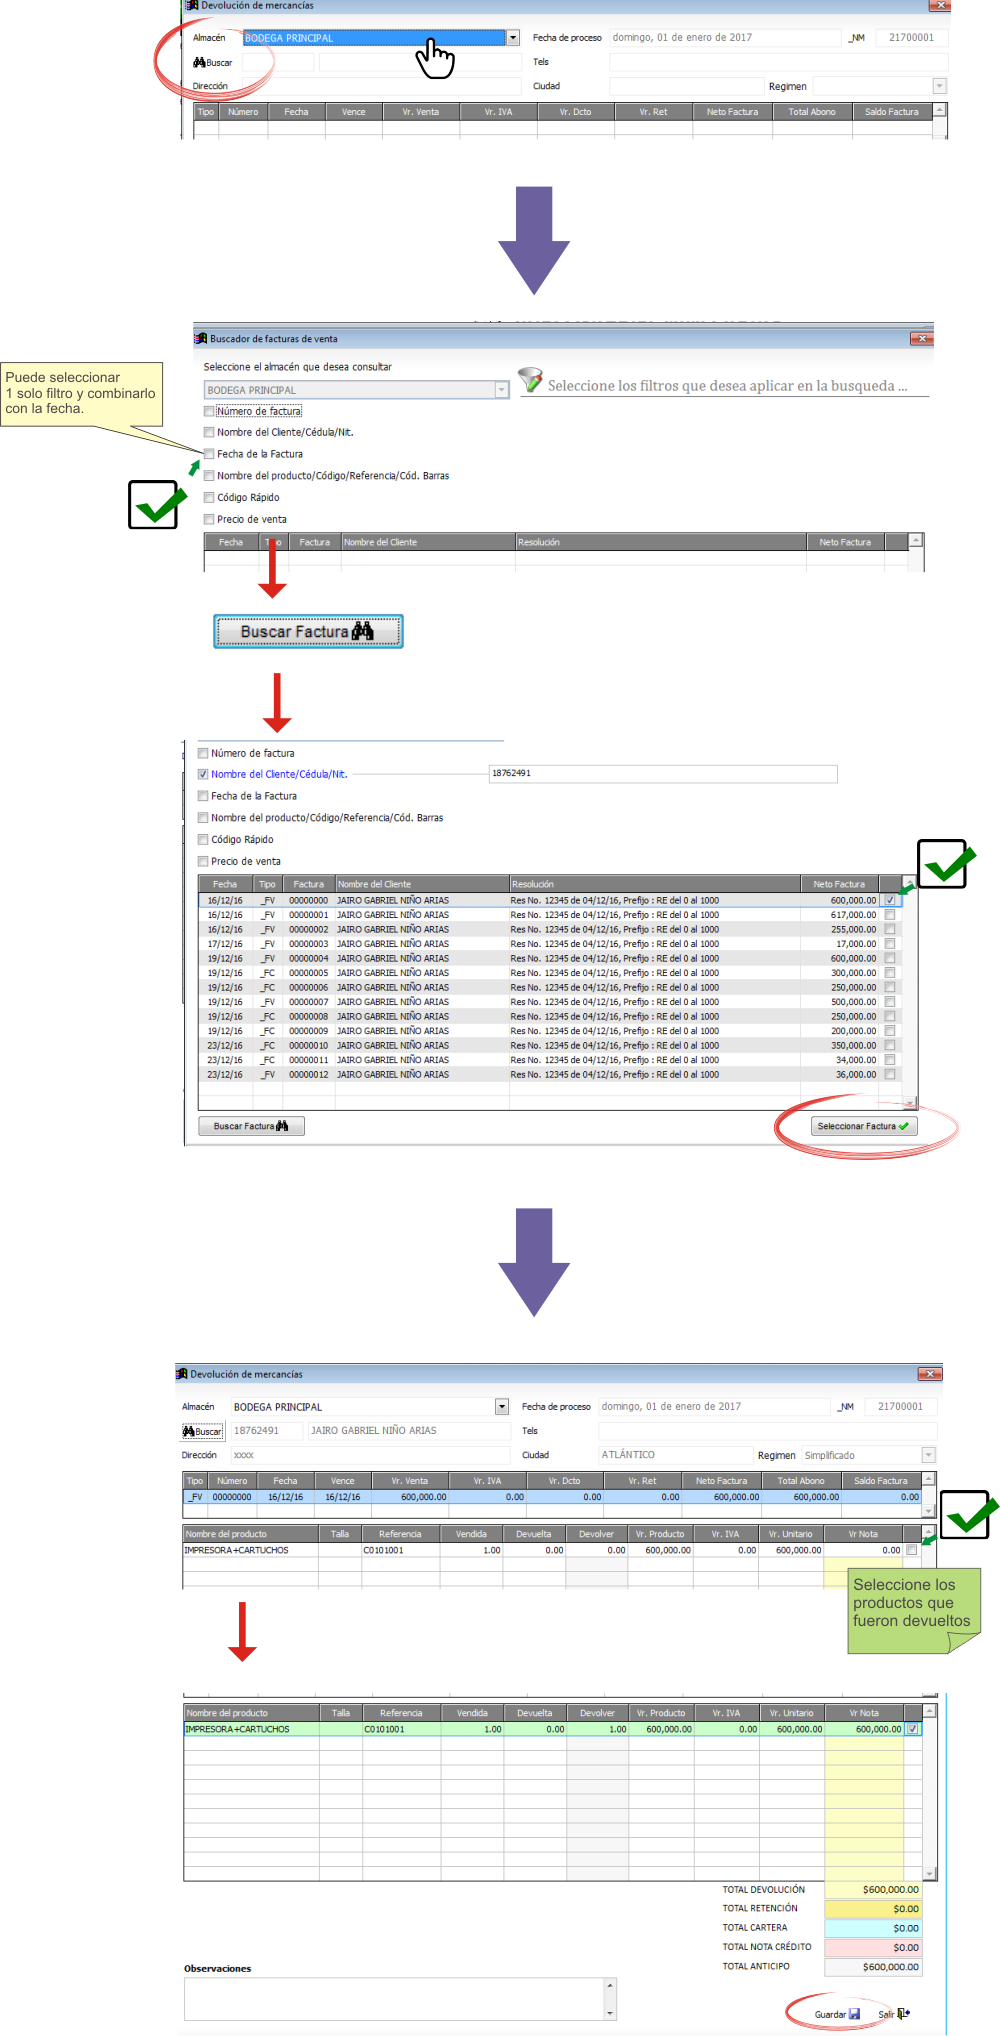 Devolución de mercancías
Almacén BODEGA PRINCIPAL Fecha de proceso domingo, 01 de enero de 2017 _NM 21700001
Buscar Tels
Dirección Ciudad Regimen
Tipo Número Fecha Vence Vr. Venta Vr. IVA Vr. Dcto Vr. Ret Neto Factura Total Abono Saldo Factura
Buscador de facturas de venta
Seleccione el almacén que desea consultar
BODEGA PRINCIPAL
Seleccione los filtros que desea aplicar en la busqueda ...
Puede seleccionar
1 solo filtro y combinarlo
con la fecha.
Número de factura
Nombre del Cliente/Cédula/Nit.
Fecha de la Factura
Nombre del producto/Código/Referencia/Cód. Barras
Código Rápido
Precio de venta
Fecha Tipo Factura Nombre del Cliente Resolución Neto Factura
Buscar Factura
Número de factura
Nombre del Cliente/Cédula/Nit. 18762491
Fecha de la Factura
Nombre del producto/Código/Referencia/Cód. Barras
Código Rápido
Precio de venta
Fecha Tipo Factura Nombre del Cliente Resolución Neto Factura
16/12/16 _FV 00000000 JAIRO GABRIEL NIÑO ARIAS Res No. 12345 de 04/12/16, Prefijo : RE del 0 al 1000 600,000.00
16/12/16 _FV 00000001 JAIRO GABRIEL NIÑO ARIAS Res No. 12345 de 04/12/16, Prefijo : RE del 0 al 1000 617,000.00
16/12/16 _FV 00000002 JAIRO GABRIEL NIÑO ARIAS Res No. 12345 de 04/12/16, Prefijo : RE del 0 al 1000 255,000.00
17/12/16 _FV 00000003 JAIRO GABRIEL NIÑO ARIAS Res No. 12345 de 04/12/16, Prefijo : RE del 0 al 1000 17,000.00
19/12/16 _FV 00000004 JAIRO GABRIEL NIÑO ARIAS Res No. 12345 de 04/12/16, Prefijo : RE del 0 al 1000 600,000.00
19/12/16 _FC 00000005 JAIRO GABRIEL NIÑO ARIAS Res No. 12345 de 04/12/16, Prefijo : RE del 0 al 1000 300,000.00
19/12/16 _FC 00000006 JAIRO GABRIEL NIÑO ARIAS Res No. 12345 de 04/12/16, Prefijo : RE del 0 al 1000 250,000.00
19/12/16 _FV 00000007 JAIRO GABRIEL NIÑO ARIAS Res No. 12345 de 04/12/16, Prefijo : RE del 0 al 1000 500,000.00
19/12/16 _FC 00000008 JAIRO GABRIEL NIÑO ARIAS Res No. 12345 de 04/12/16, Prefijo : RE del 0 al 1000 250,000.00
19/12/16 _FC 00000009 JAIRO GABRIEL NIÑO ARIAS Res No. 12345 de 04/12/16, Prefijo : RE del 0 al 1000 200,000.00
23/12/16 _FC 00000010 JAIRO GABRIEL NIÑO ARIAS Res No. 12345 de 04/12/16, Prefijo : RE del 0 al 1000 350,000.00
23/12/16 _FC 00000011 JAIRO GABRIEL NIÑO ARIAS Res No. 12345 de 04/12/16, Prefijo : RE del 0 al 1000 34,000.00
23/12/16 _FV 00000012 JAIRO GABRIEL NIÑO ARIAS Res No. 12345 de 04/12/16, Prefijo : RE del 0 al 1000 36,000.00
Buscar Factura Seleccionar Factura
Devolución de mercancías
Almacén BODEGA PRINCIPAL Fecha de proceso domingo, 01 de enero de 2017 _NM 21700001
Buscar 18762491 JAIRO GABRIEL NIÑO ARIAS Tels
Dirección xxxx Ciudad ATLÁNTICO Regimen Simplificado
Tipo Número Fecha Vence Vr. Venta Vr. IVA Vr. Dcto Vr. Ret Neto Factura Total Abono Saldo Factura
_FV 00000000 16/12/16 16/12/16 600,000.00 0.00 0.00 0.00 600,000.00 600,000.00 0.00
Nombre del producto Talla Referencia Vendida Devuelta Devolver Vr. Producto Vr. IVA Vr. Unitario Vr Nota
IMPRESORA+CARTUCHOS C0101001 1.00 0.00 0.00 600,000.00 0.00 600,000.00 0.00
Seleccione los
productos que
fueron devueltos
Nombre del producto Talla Referencia Vendida Devuelta Devolver Vr. Producto Vr. IVA Vr. Unitario Vr Nota
IMPRESORA+CARTUCHOS C0101001 1.00 0.00 1.00 600,000.00 0.00 600,000.00 600,000.00
TOTAL DEVOLUCIÓN $600,000.00
TOTAL RETENCIÓN $0.00
TOTAL CARTERA $0.00
TOTAL NOTA CRÉDITO $0.00
TOTAL ANTICIPO $600,000.00
Observaciones
Guardar Salir